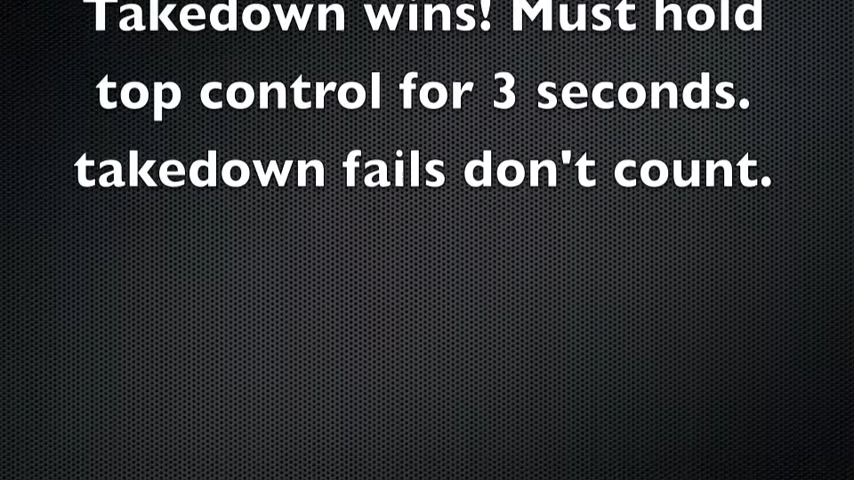 Takedown wins! Must hold
top control for 3 seconds.
takedown fails don't count.